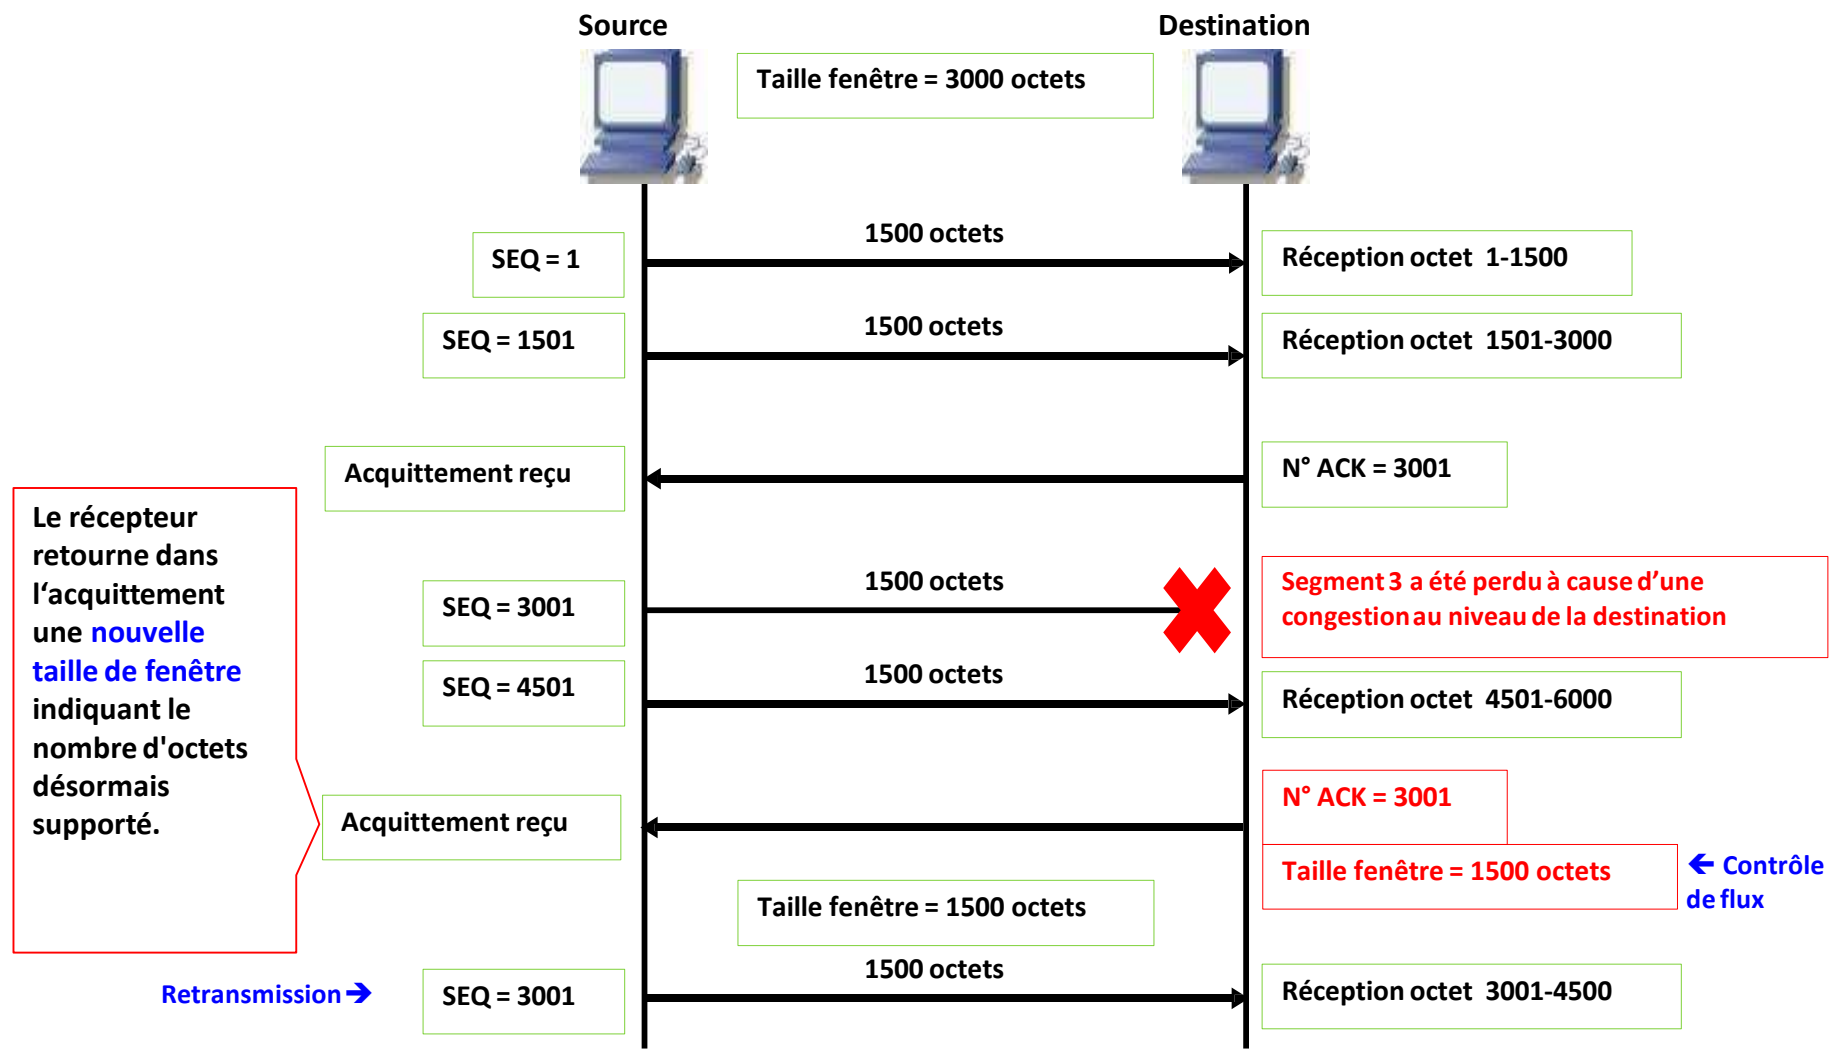 Source
Destination
Taille fenêtre = 3000 octets
SEQ = 1
1500 octets
Réception octet 1-1500
SEQ = 1501
1500 octets
Réception octet 1501-3000
Acquittement reçu
N° ACK = 3001
Le récepteur
retourne dans
l‘acquittement
une nouvelle
taille de fenêtre
indiquant le
nombre d'octets
désormais
supporté.
SEQ = 3001
1500 octets
Segment 3 a été perdu à cause d’une
congestion au niveau de la destination
SEQ = 4501
1500 octets
Réception octet 4501-6000
Acquittement reçu
N° ACK = 3001
Taille fenêtre = 1500 octets
← Contrôle
de flux
Taille fenêtre = 1500 octets
Retransmission →
SEQ = 3001
1500 octets
Réception octet 3001-4500